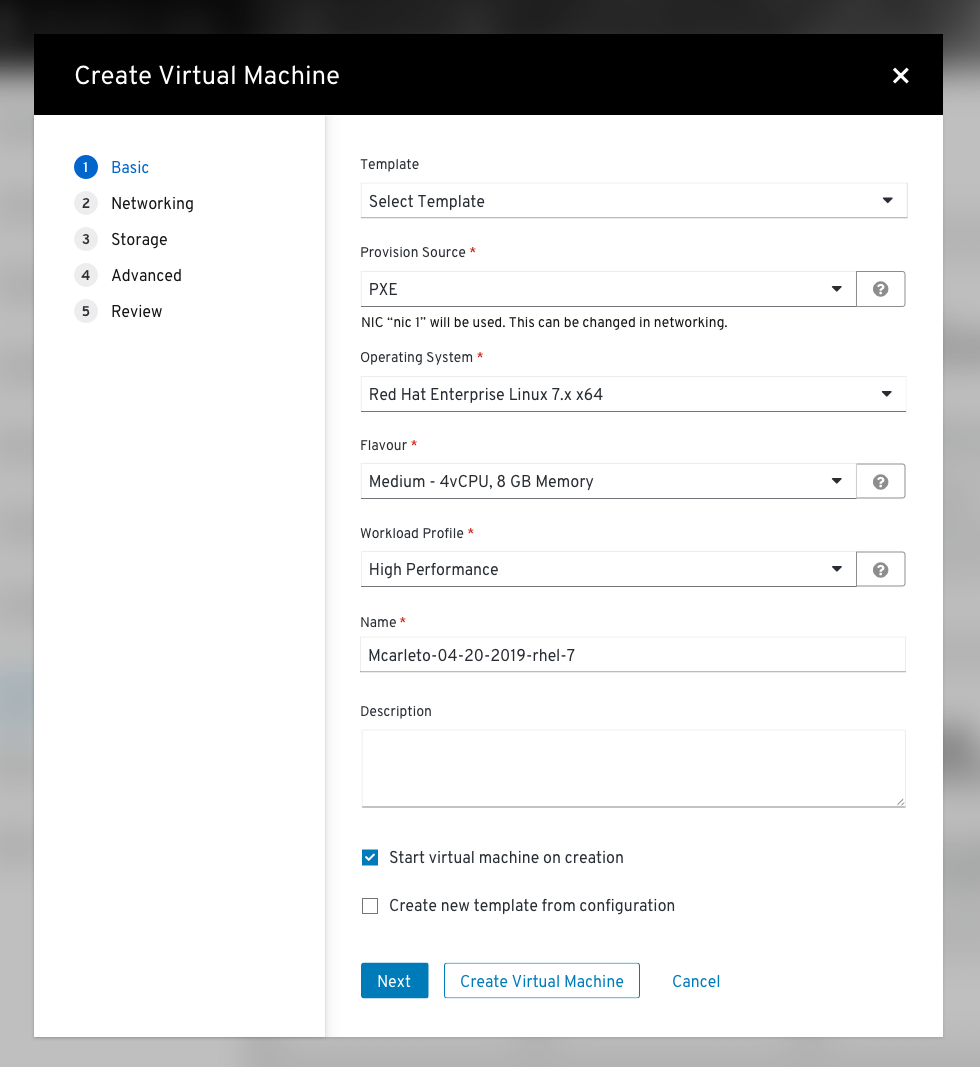 Create Virtual Machine
1 Basic
2 Networking
3 Storage
4 Advanced
5 Review
Template
Select Template
Provision Source *
PXE
NIC “nic 1” will be used. This can be changed in networking.
Operating System *
Red Hat Enterprise Linux 7.x x64
Flavour *
Medium - 4vCPU, 8 GB Memory
Workload Profile *
High Performance
Name *
Mcarleto-04-20-2019-rhel-7
Description
Start virtual machine on creation
Create new template from configuration
Next Create Virtual Machine Cancel